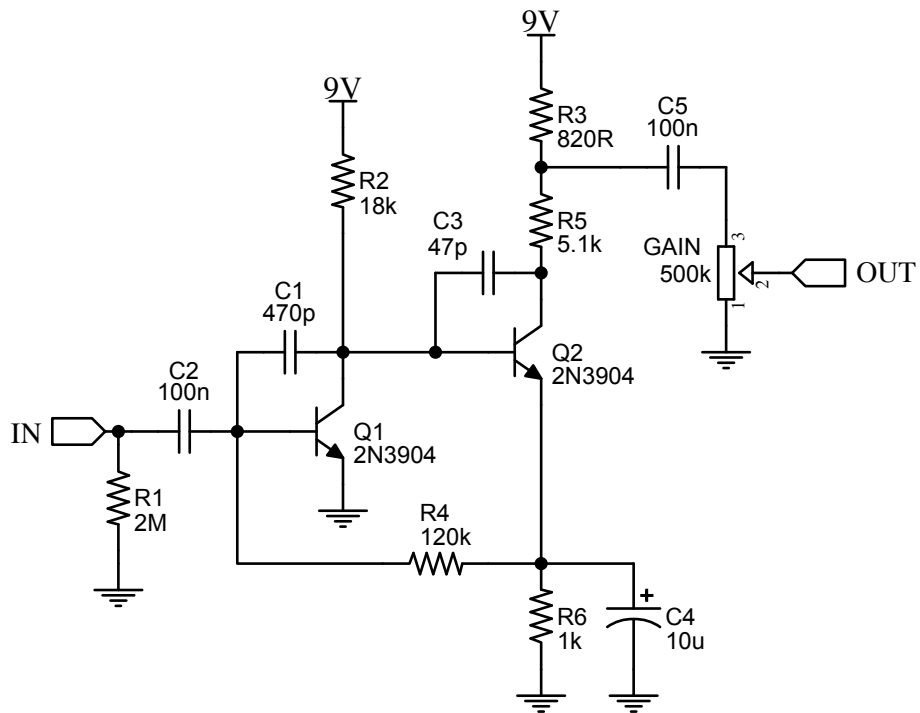 9V
9V
R3
820R
C5
100n
R2
18k
R5
5.1k
C3
47p
GAIN
500k
3
2
1
OUT
C1
470p
Q2
2N3904
C2
100n
IN
Q1
2N3904
R1
2M
R4
120k
R6
1k
+
C4
10u